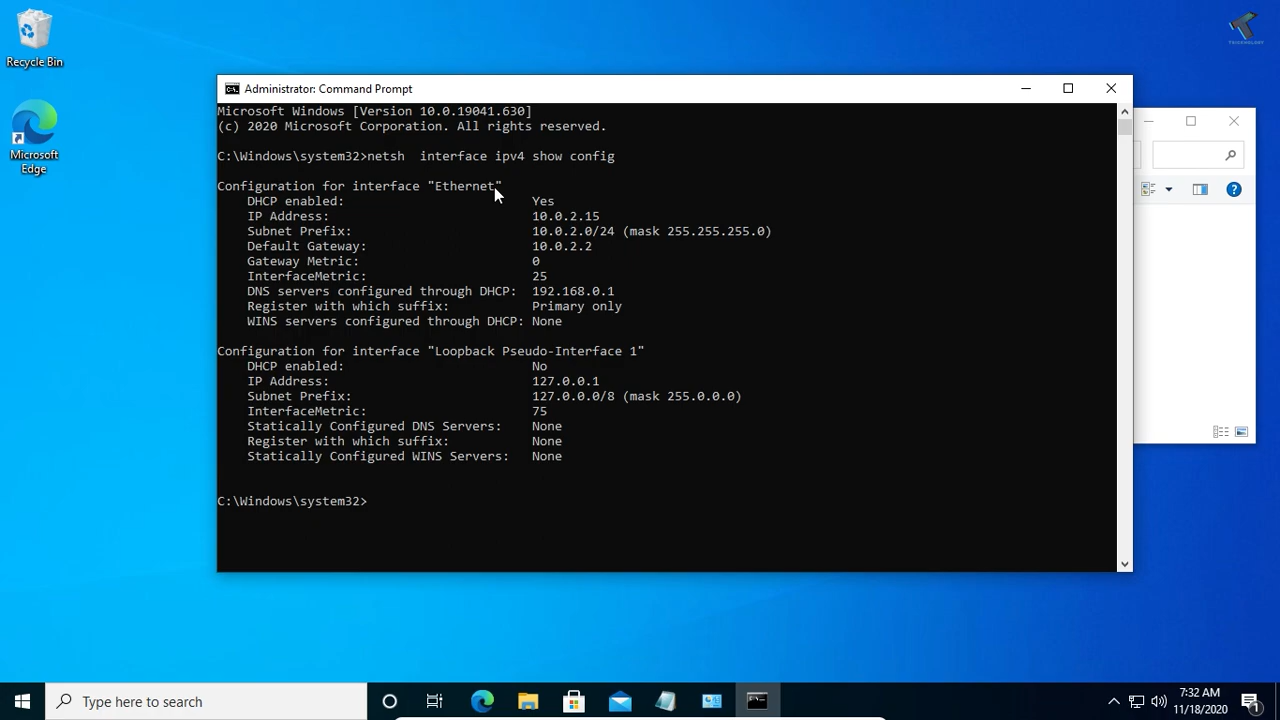 Recycle Bin
Microsoft
Edge
TRICKNOLOGY
Administrator: Command Prompt
Microsoft Windows [Version 10.0.19041.630]
(c) 2020 Microsoft Corporation. All rights reserved.
C:\Windows\system32>netsh  interface ipv4 show config
Configuration for interface "Ethernet"
DHCP enabled: Yes
IP Address: 10.0.2.15
Subnet Prefix: 10.0.2.0/24 (mask 255.255.255.0)
Default Gateway: 10.0.2.2
Gateway Metric: 0
InterfaceMetric: 25
DNS servers configured through DHCP: 192.168.0.1
Register with which suffix: Primary only
WINS servers configured through DHCP: None
Configuration for interface "Loopback Pseudo-Interface 1"
DHCP enabled: No
IP Address: 127.0.0.1
Subnet Prefix: 127.0.0.0/8 (mask 255.0.0.0)
InterfaceMetric: 75
Statically Configured DNS Servers: None
Register with which suffix: None
Statically Configured WINS Servers: None
C:\Windows\system32>
Type here to search
7:32 AM
11/18/2020
1